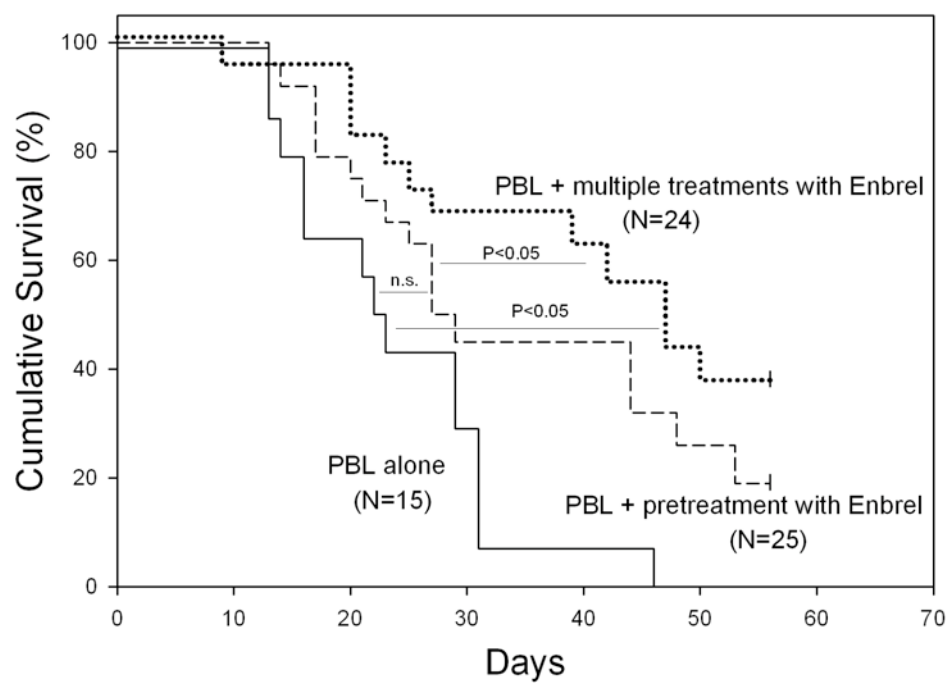 Cumulative Survival (%)
100
80
60
40
20
0
PBL + multiple treatments with Enbrel
(N=24)
P<0.05
n.s.
P<0.05
PBL alone
(N=15)
PBL + pretreatment with Enbrel
(N=25)
0 10 20 30 40 50 60 70
Days